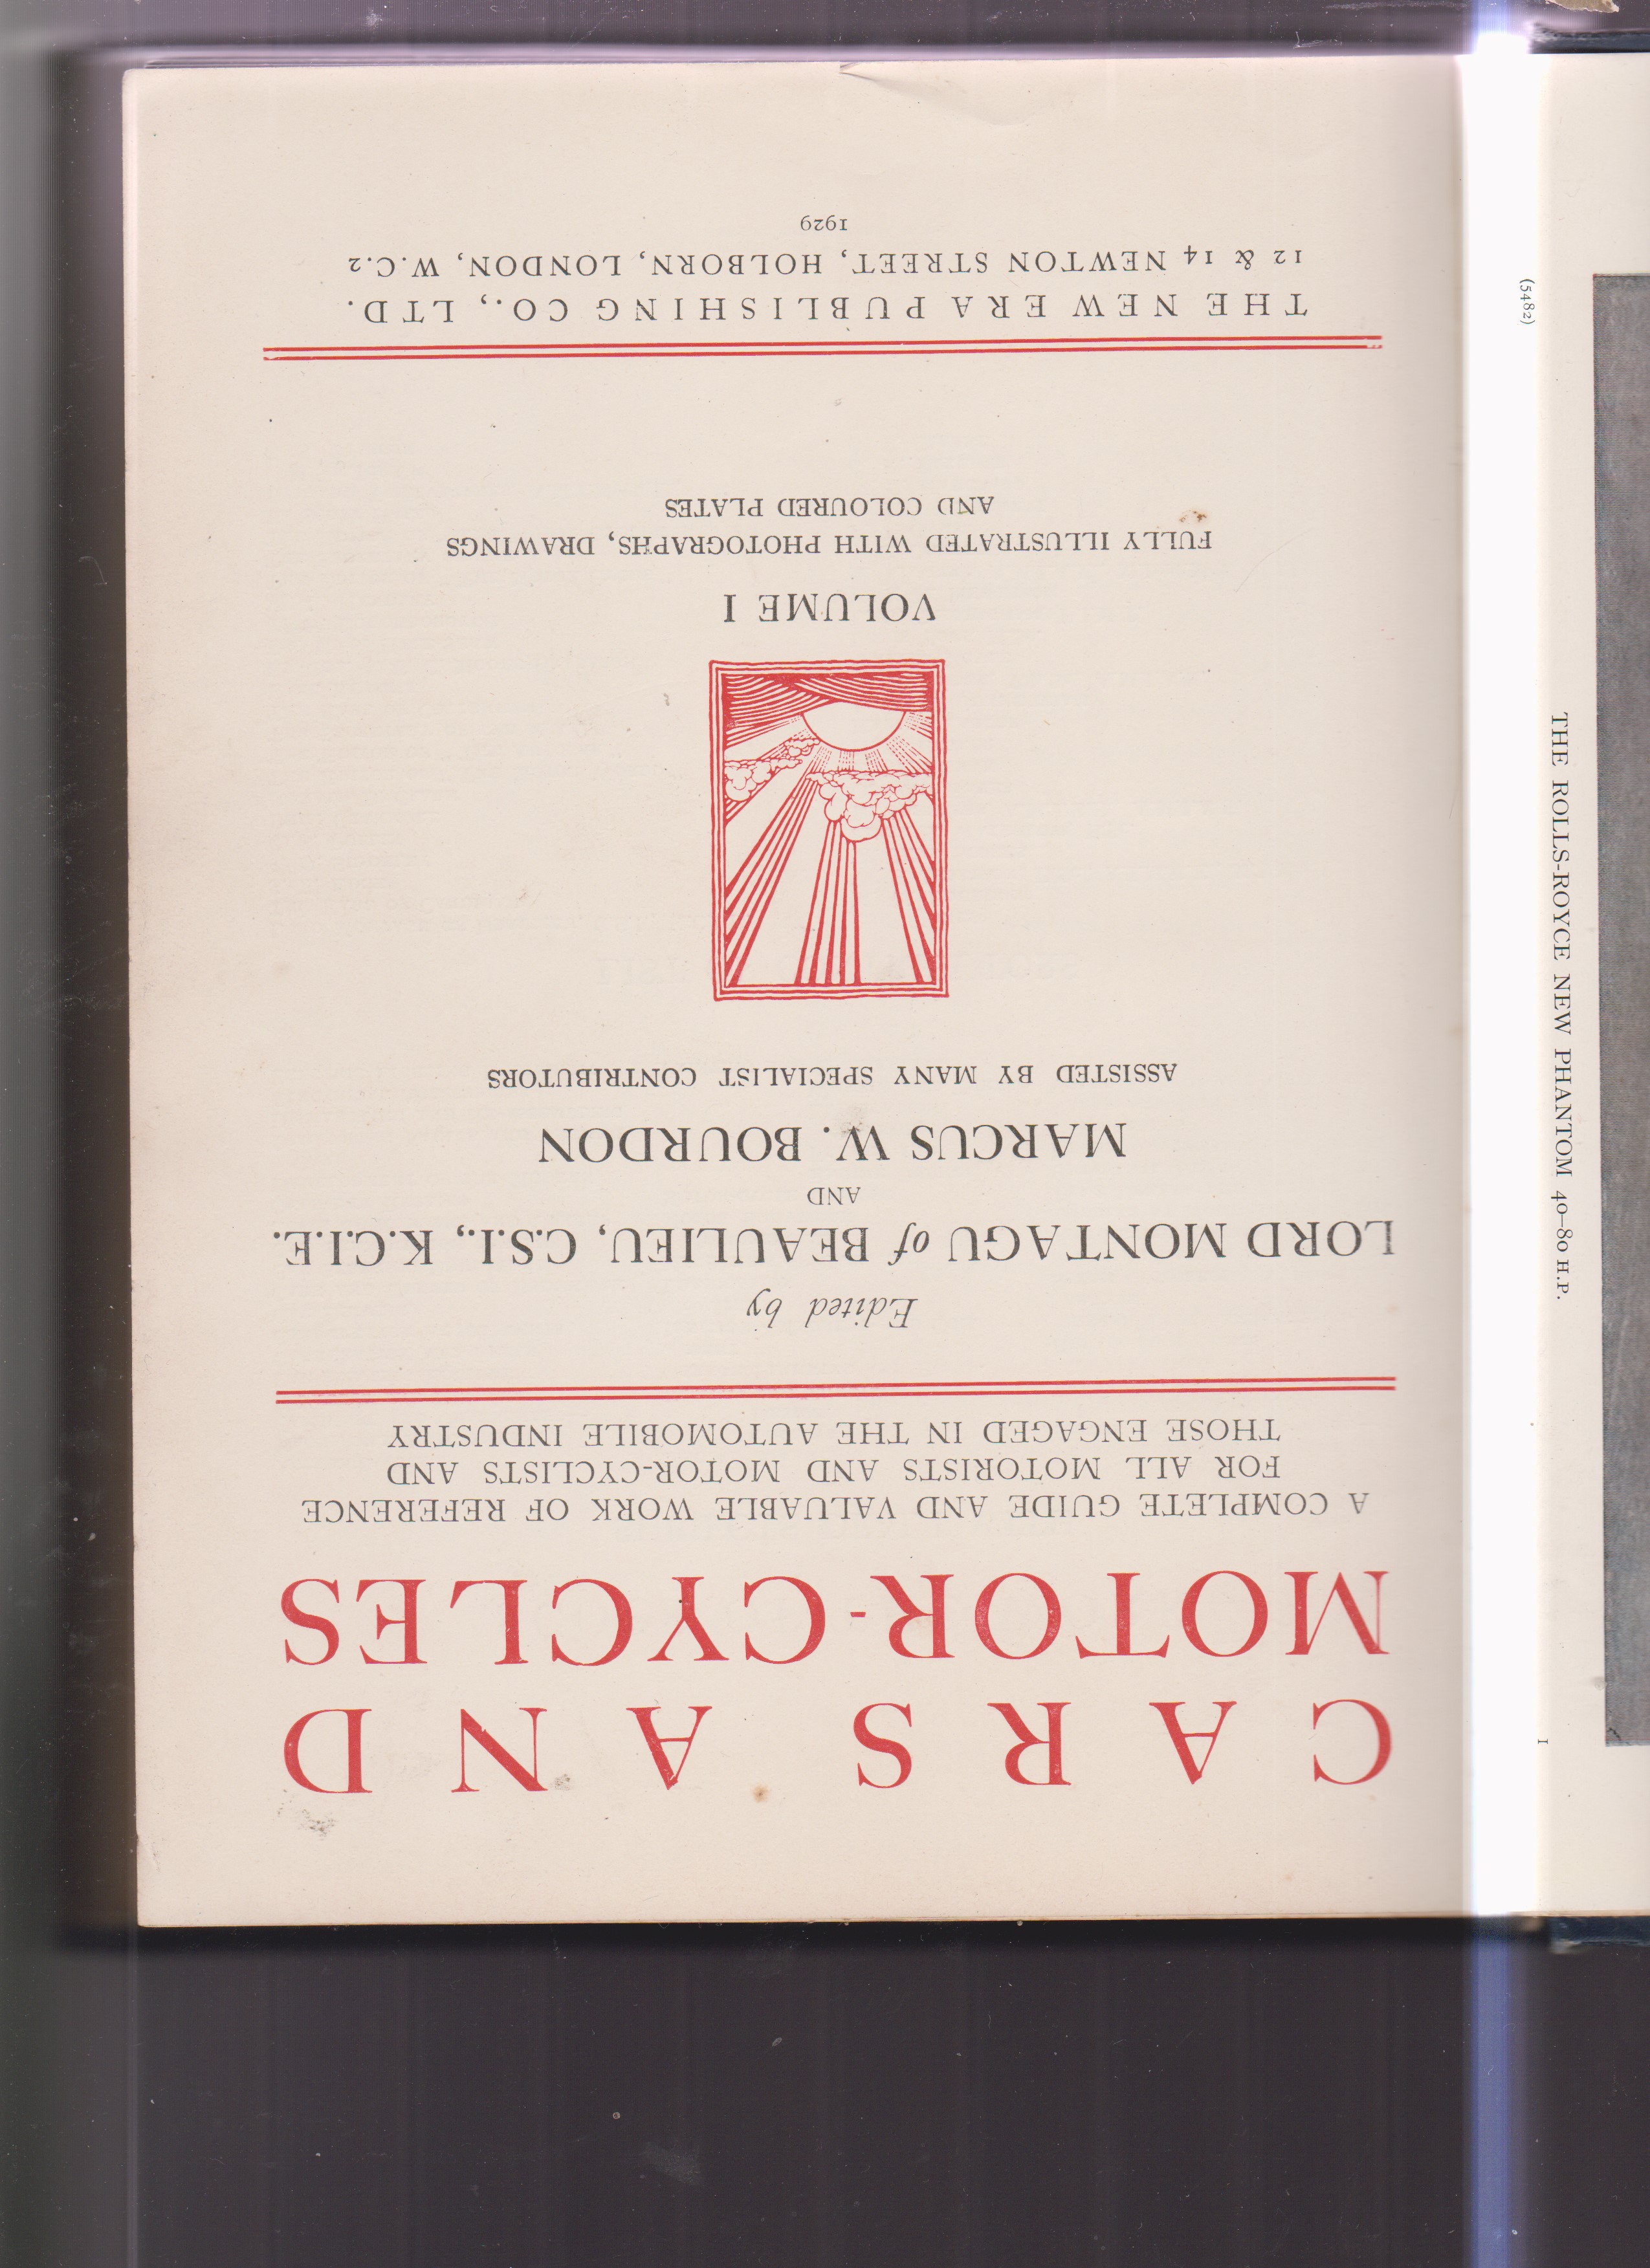 CARS AND
MOTOR-CYCLES
A COMPLETE GUIDE AND VALUABLE WORK OF REFERENCE
FOR ALL MOTORISTS AND MOTOR-CYCLISTS AND
THOSE ENGAGED IN THE AUTOMOBILE INDUSTRY
Edited by
LORD MONTAGU of BEAULIEU, C.S.I., K.C.I.E.
AND
MARCUS W. BOURDON
ASSISTED BY MANY SPECIALIST CONTRIBUTORS
VOLUME I
FULLY ILLUSTRATED WITH PHOTOGRAPHS, DRAWINGS
AND COLOURED PLATES
THE NEW ERA PUBLISHING CO., LTD.
12 & 14 NEWTON STREET, HOLBORN, LONDON, W.C.2
1929
THE ROLLS-ROYCE NEW PHANTOM 40–80 H.P.
(5482)
I